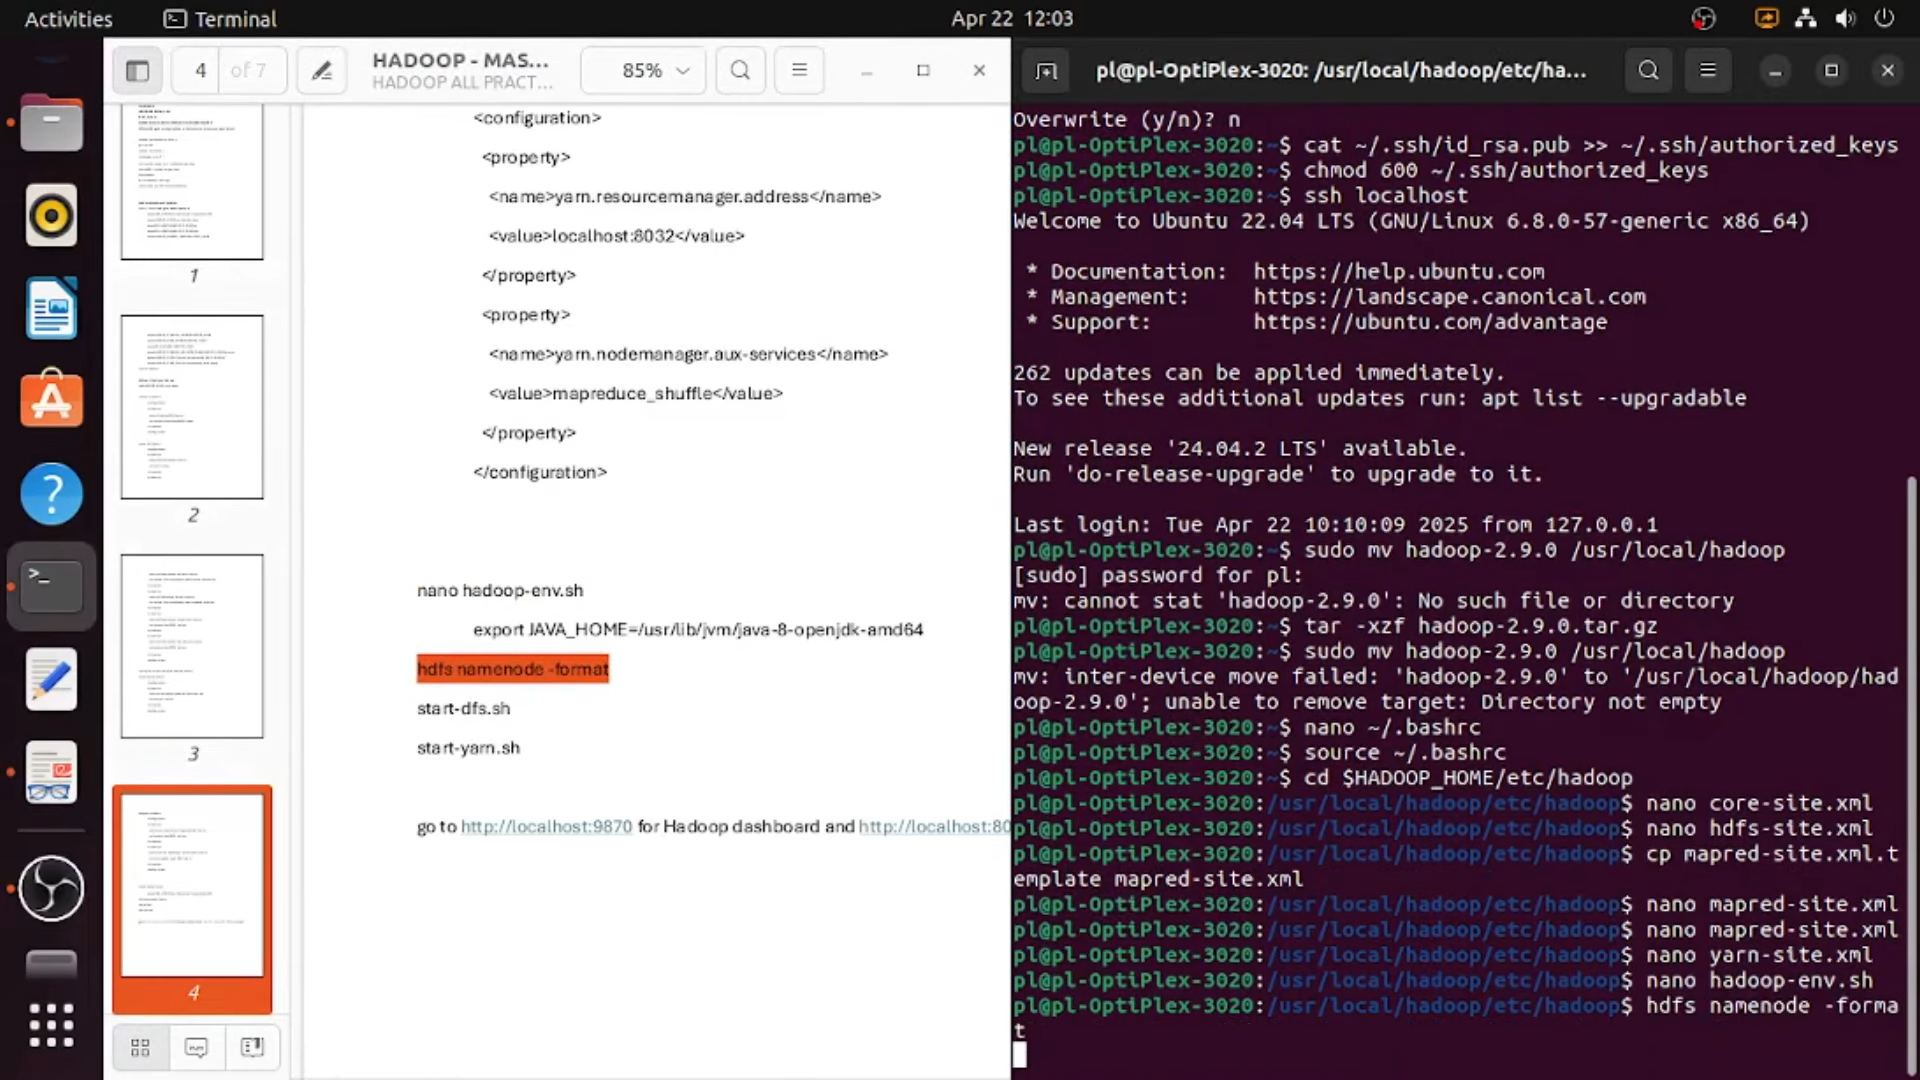 Activities
Terminal
Apr 22 12:03
4 of 7
HADOOP - MAS...
HADOOP ALL PRACT...
85%
1
2
3
4
<configuration>
<property>
<name>yarn.resourcemanager.address</name>
<value>localhost:8032</value>
</property>
<property>
<name>yarn.nodemanager.aux-services</name>
<value>mapreduce_shuffle</value>
</property>
</configuration>
nano hadoop-env.sh
export JAVA_HOME=/usr/lib/jvm/java-8-openjdk-amd64
hdfs namenode -format
start-dfs.sh
start-yarn.sh
go to http://localhost:9870 for Hadoop dashboard and http://localhost:80
pl@pl-OptiPlex-3020: /usr/local/hadoop/etc/ha...
Overwrite (y/n)? n
pl@pl-OptiPlex-3020:~$ cat ~/.ssh/id_rsa.pub >> ~/.ssh/authorized_keys
pl@pl-OptiPlex-3020:~$ chmod 600 ~/.ssh/authorized_keys
pl@pl-OptiPlex-3020:~$ ssh localhost
Welcome to Ubuntu 22.04 LTS (GNU/Linux 6.8.0-57-generic x86_64)
* Documentation:  https://help.ubuntu.com
* Management:     https://landscape.canonical.com
* Support:        https://ubuntu.com/advantage
262 updates can be applied immediately.
To see these additional updates run: apt list --upgradable
New release '24.04.2 LTS' available.
Run 'do-release-upgrade' to upgrade to it.
Last login: Tue Apr 22 10:10:09 2025 from 127.0.0.1
pl@pl-OptiPlex-3020:~$ sudo mv hadoop-2.9.0 /usr/local/hadoop
[sudo] password for pl:
mv: cannot stat 'hadoop-2.9.0': No such file or directory
pl@pl-OptiPlex-3020:~$ tar -xzf hadoop-2.9.0.tar.gz
pl@pl-OptiPlex-3020:~$ sudo mv hadoop-2.9.0 /usr/local/hadoop
mv: inter-device move failed: 'hadoop-2.9.0' to '/usr/local/hadoop/had
oop-2.9.0'; unable to remove target: Directory not empty
pl@pl-OptiPlex-3020:~$ nano ~/.bashrc
pl@pl-OptiPlex-3020:~$ source ~/.bashrc
pl@pl-OptiPlex-3020:~$ cd $HADOOP_HOME/etc/hadoop
pl@pl-OptiPlex-3020:/usr/local/hadoop/etc/hadoop$ nano core-site.xml
pl@pl-OptiPlex-3020:/usr/local/hadoop/etc/hadoop$ nano hdfs-site.xml
pl@pl-OptiPlex-3020:/usr/local/hadoop/etc/hadoop$ cp mapred-site.xml.t
emplate mapred-site.xml
pl@pl-OptiPlex-3020:/usr/local/hadoop/etc/hadoop$ nano mapred-site.xml
pl@pl-OptiPlex-3020:/usr/local/hadoop/etc/hadoop$ nano mapred-site.xml
pl@pl-OptiPlex-3020:/usr/local/hadoop/etc/hadoop$ nano yarn-site.xml
pl@pl-OptiPlex-3020:/usr/local/hadoop/etc/hadoop$ nano hadoop-env.sh
pl@pl-OptiPlex-3020:/usr/local/hadoop/etc/hadoop$ hdfs namenode -forma
t